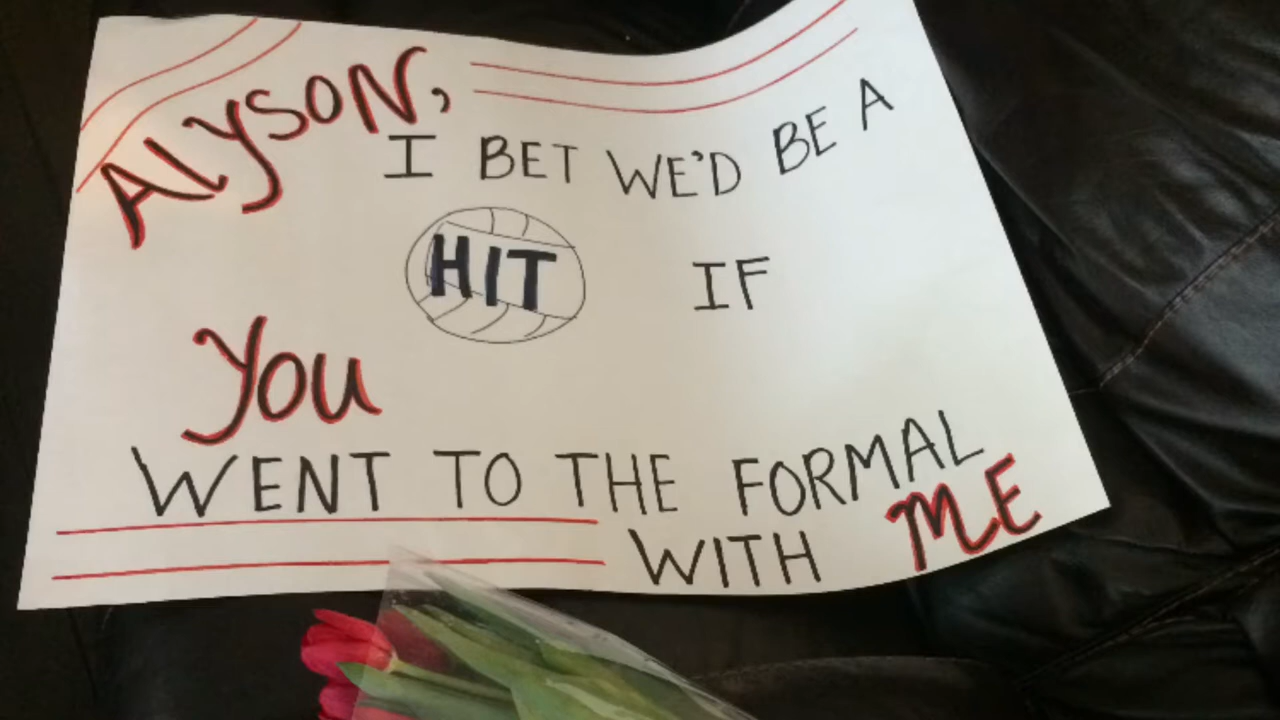 Alyson,
I BET WE'D BE A
HIT IF
you
WENT TO THE FORMAL
WITH ME